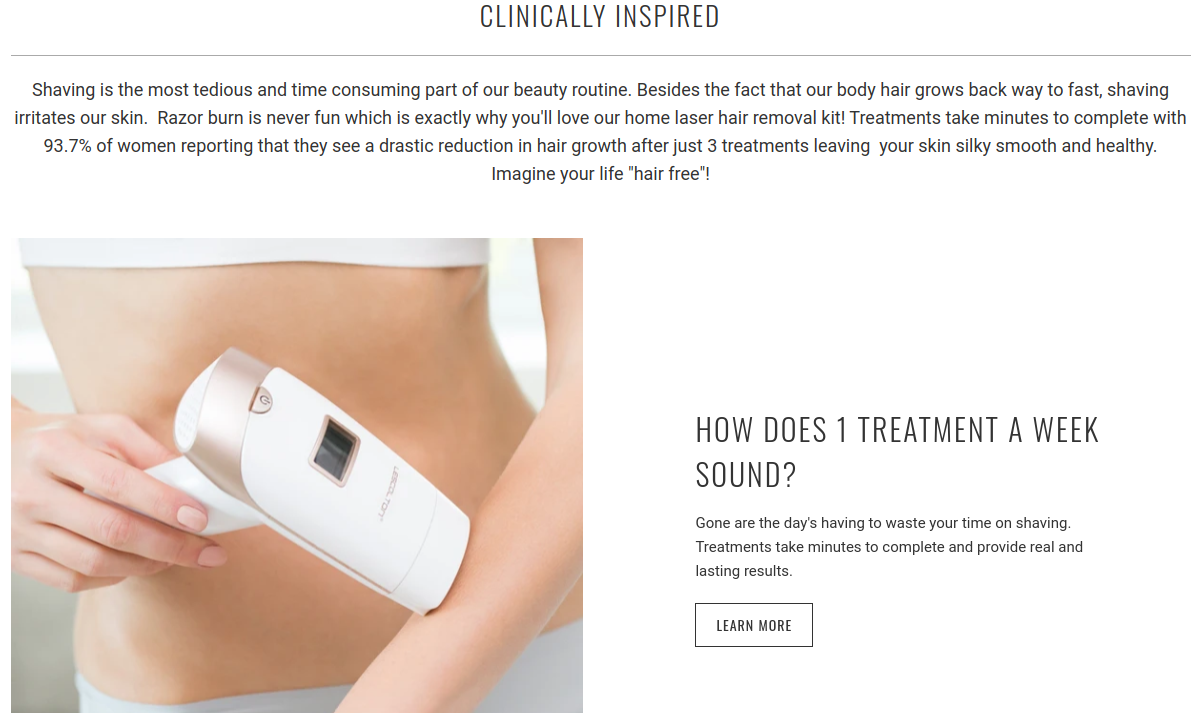 CLINICALLY INSPIRED
Shaving is the most tedious and time consuming part of our beauty routine. Besides the fact that our body hair grows back way to fast, shaving
irritates our skin.  Razor burn is never fun which is exactly why you'll love our home laser hair removal kit! Treatments take minutes to complete with
93.7% of women reporting that they see a drastic reduction in hair growth after just 3 treatments leaving  your skin silky smooth and healthy.
Imagine your life "hair free"!
LESCOLTON
HOW DOES 1 TREATMENT A WEEK
SOUND?
Gone are the day's having to waste your time on shaving.
Treatments take minutes to complete and provide real and
lasting results.
LEARN MORE